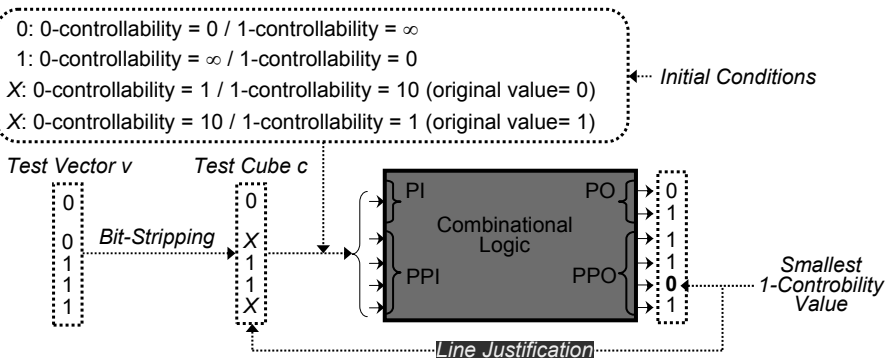 0: 0-controllability = 0 / 1-controllability = ∞
1: 0-controllability = ∞ / 1-controllability = 0
X: 0-controllability = 1 / 1-controllability = 10 (original value= 0)
X: 0-controllability = 10 / 1-controllability = 1 (original value= 1)
Initial Conditions
Test Vector v
Test Cube c
0
0
1
1
1
Bit-Stripping
0
X
1
1
X
PI
PPI
Combinational
Logic
PO
PPO
0
1
1
1
0
1
Smallest
1-Controbility
Value
Line Justification